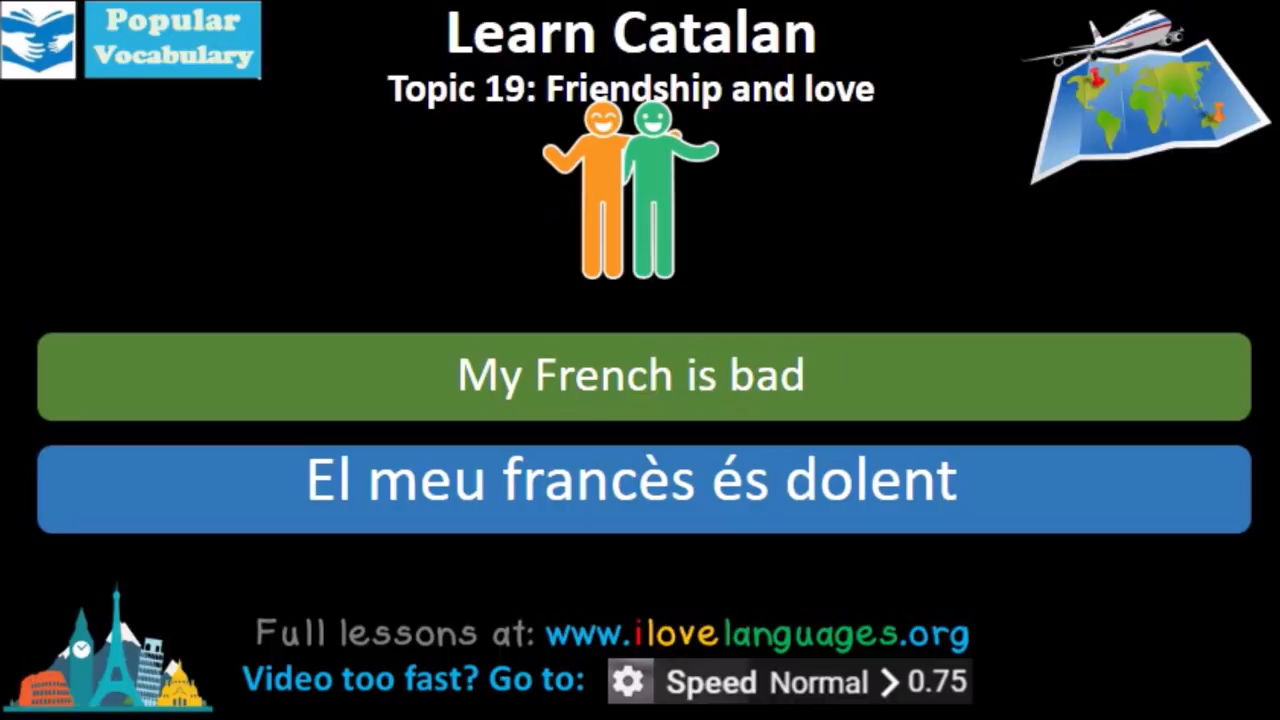 Popular
Vocabulary
Learn Catalan
Topic 19: Friendship and love
My French is bad
El meu francès és dolent
Full lessons at: www.ilovelanguages.org
Video too fast? Go to: Speed Normal > 0.75